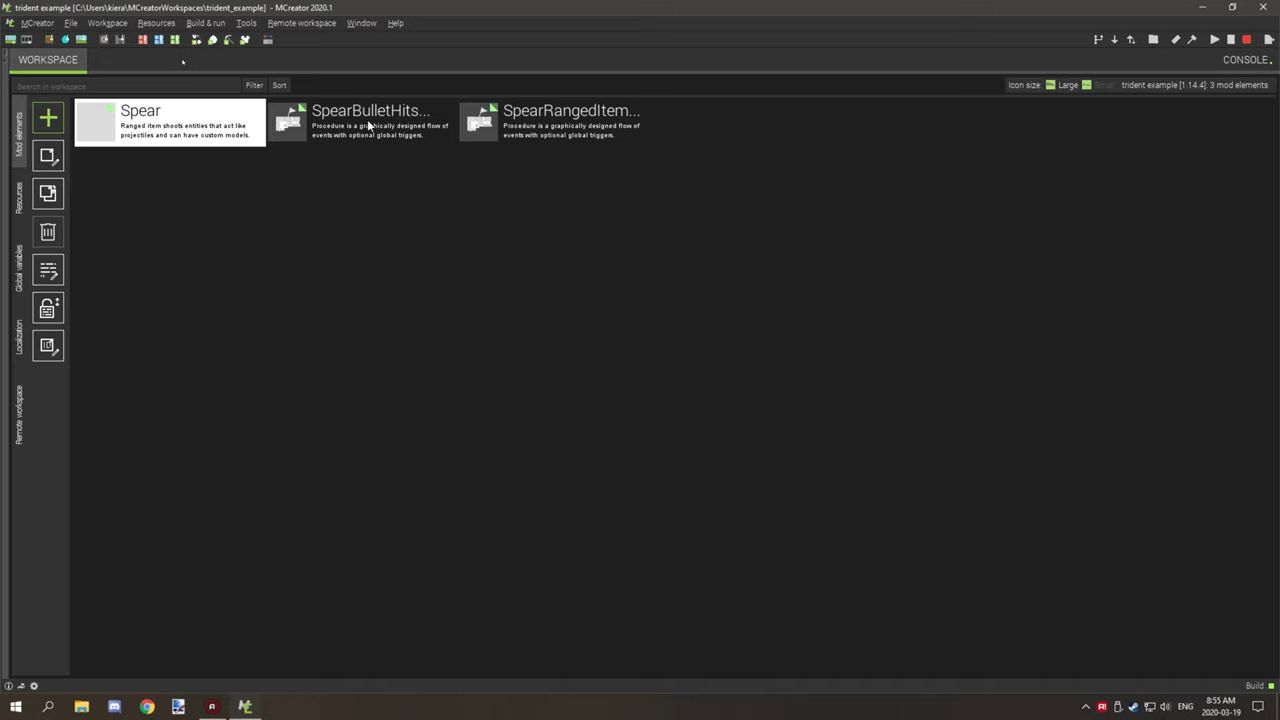 trident example [C:\Users\kiera\MCreatorWorkspaces\trident_example] - MCreator 2020.1
MCreator File Workspace Resources Build & run Tools Remote workspace Window Help
WORKSPACE
CONSOLE
Search in workspace
Filter Sort
Icon size: Large Small trident example [1.14.4]: 3 mod elements
Spear
Ranged item shoots entities that act like
projectiles and can have custom models.
SpearBulletHits...
Procedure is a graphically designed flow of
events with optional global triggers.
SpearRangedItem...
Procedure is a graphically designed flow of
events with optional global triggers.
Mod elements
Resources
Global variables
Localization
Remote workspace
Build
ENG
8:55 AM
2020-03-19